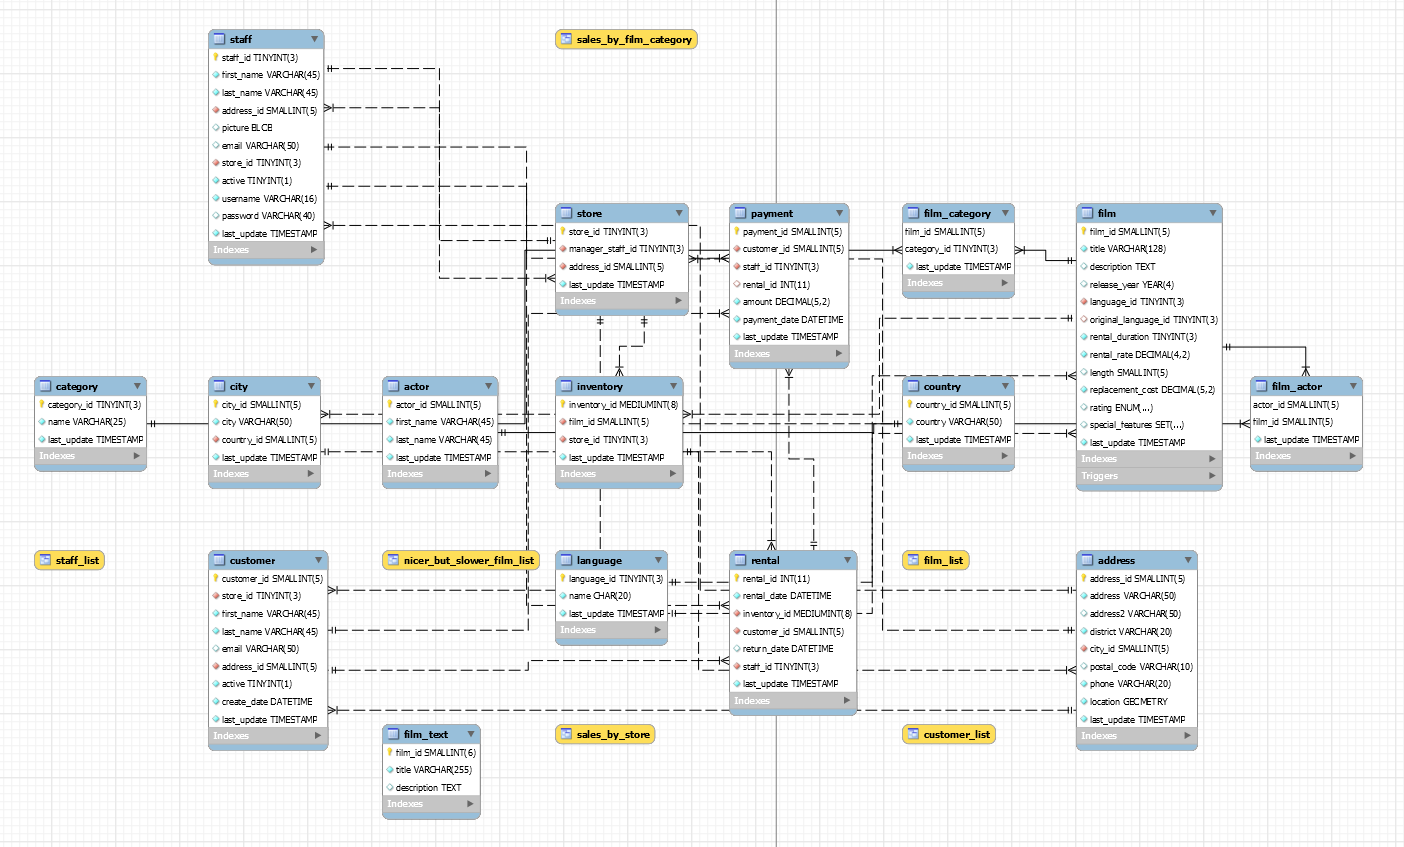 staff
staff_id TINYINT(3)
first_name VARCHAR(45)
last_name VARCHAR(45)
address_id SMALLINT(5)
picture BLOB
email VARCHAR(50)
store_id TINYINT(3)
active TINYINT(1)
username VARCHAR(16)
password VARCHAR(40)
last_update TIMESTAMP
Indexes
sales_by_film_category
store
store_id TINYINT(3)
manager_staff_id TINYINT(3)
address_id SMALLINT(5)
last_update TIMESTAMP
Indexes
payment
payment_id SMALLINT(5)
customer_id SMALLINT(5)
staff_id TINYINT(3)
rental_id INT(11)
amount DECIMAL(5,2)
payment_date DATETIME
last_update TIMESTAMP
Indexes
film_category
film_id SMALLINT(5)
category_id TINYINT(3)
last_update TIMESTAMP
Indexes
film
film_id SMALLINT(5)
title VARCHAR(128)
description TEXT
release_year YEAR(4)
language_id TINYINT(3)
original_language_id TINYINT(3)
rental_duration TINYINT(3)
rental_rate DECIMAL(4,2)
length SMALLINT(5)
replacement_cost DECIMAL(5,2)
rating ENUM(...)
special_features SET(...)
last_update TIMESTAMP
Indexes
Triggers
category
category_id TINYINT(3)
name VARCHAR(25)
last_update TIMESTAMP
Indexes
city
city_id SMALLINT(5)
city VARCHAR(50)
country_id SMALLINT(5)
last_update TIMESTAMP
Indexes
actor
actor_id SMALLINT(5)
first_name VARCHAR(45)
last_name VARCHAR(45)
last_update TIMESTAMP
Indexes
inventory
inventory_id MEDIUMINT(8)
film_id SMALLINT(5)
store_id TINYINT(3)
last_update TIMESTAMP
Indexes
country
country_id SMALLINT(5)
country VARCHAR(50)
last_update TIMESTAMP
Indexes
film_actor
actor_id SMALLINT(5)
film_id SMALLINT(5)
last_update TIMESTAMP
Indexes
staff_list
customer
customer_id SMALLINT(5)
store_id TINYINT(3)
first_name VARCHAR(45)
last_name VARCHAR(45)
email VARCHAR(50)
address_id SMALLINT(5)
active TINYINT(1)
create_date DATETIME
last_update TIMESTAMP
Indexes
nicer_but_slower_film_list
language
language_id TINYINT(3)
name CHAR(20)
last_update TIMESTAMP
Indexes
rental
rental_id INT(11)
rental_date DATETIME
inventory_id MEDIUMINT(8)
customer_id SMALLINT(5)
return_date DATETIME
staff_id TINYINT(3)
last_update TIMESTAMP
Indexes
film_list
address
address_id SMALLINT(5)
address VARCHAR(50)
address2 VARCHAR(50)
district VARCHAR(20)
city_id SMALLINT(5)
postal_code VARCHAR(10)
phone VARCHAR(20)
location GEOMETRY
last_update TIMESTAMP
Indexes
film_text
film_id SMALLINT(6)
title VARCHAR(255)
description TEXT
Indexes
sales_by_store
customer_list